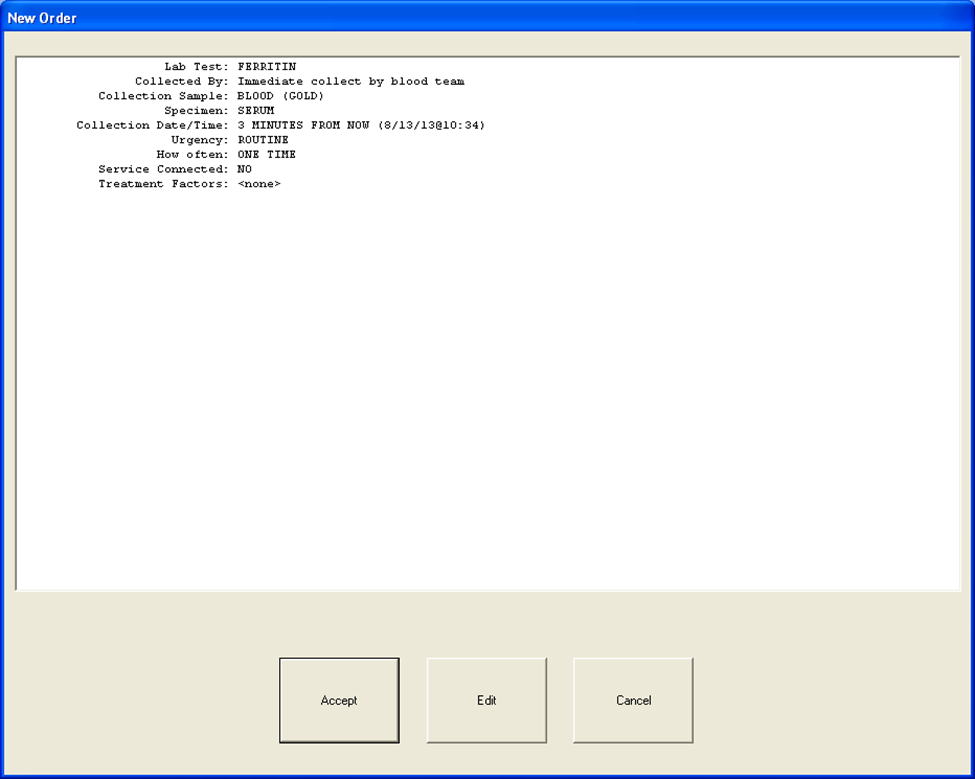 New Order
Lab Test: FERRITIN
Collected By: Immediate collect by blood team
Collection Sample: BLOOD (GOLD)
Specimen: SERUM
Collection Date/Time: 3 MINUTES FROM NOW (8/13/13@10:34)
Urgency: ROUTINE
How often: ONE TIME
Service Connected: NO
Treatment Factors: <none>
Accept Edit Cancel